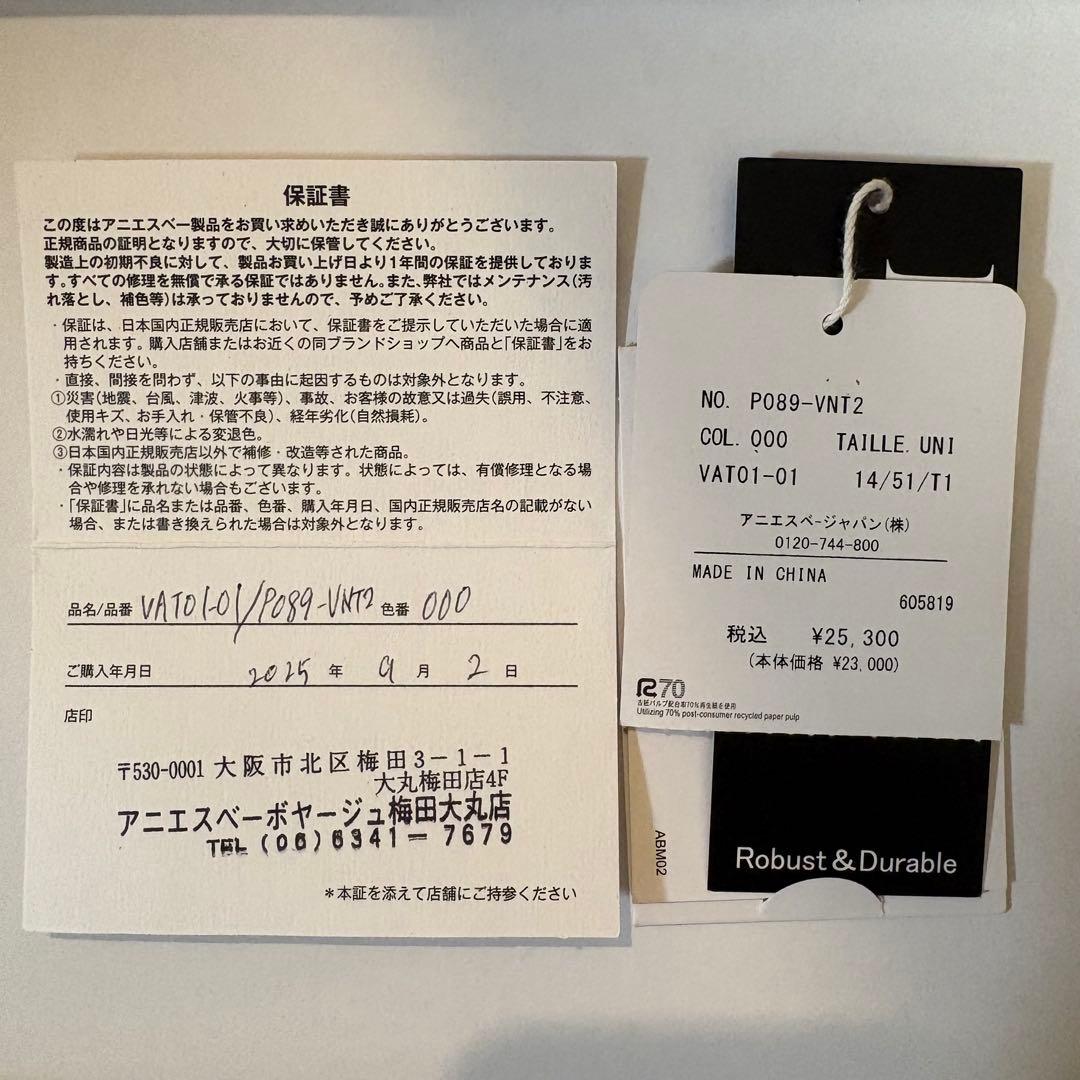 保証書
この度はアニエスベー製品をお買い求めいただき誠にありがとうございます。
正規商品の証明となりますので、大切に保管してください。
製造上の初期不良に対して、製品お買い上げ日より1年間の保証を提供しております。すべての修理を無償で承る保証ではありません。また、弊社ではメンテナンス(汚れ落とし、補色等)は承っておりませんので、予めご了承ください。
・保証は、日本国内正規販売店において、保証書をご提示していただいた場合に適用されます。購入店舗またはお近くの同ブランドショップへ商品と「保証書」をお持ちください。
・直接、間接を問わず、以下の事由に起因するものは対象外となります。
①災害(地震、台風、津波、火事等)、事故、お客様の故意又は過失(誤用、不注意、使用キズ、お手入れ・保管不良)、経年劣化(自然損耗)。
②水濡れや日光等による変退色。
③日本国内正規販売店以外で補修・改造等された商品。
・保証内容は製品の状態によって異なります。状態によっては、有償修理となる場合や修理を承れない場合もございます。
・「保証書」に品名または品番、色番、購入年月日、国内正規販売店名の記載がない場合、または書き換えられた場合は対象外となります。
品名/品番 VAT01-01/P089-VNT2 色番 000
ご購入年月日 2025 年 9 月 2 日
店印
〒530-0001 大阪市北区梅田3-1-1
大丸梅田店4F
アニエスベーボヤージュ梅田大丸店
TEL (06)6341-7679
＊本証を添えて店舗にご持参ください
NO. P089-VNT2
COL. 000 TAILLE. UNI
VAT01-01 14/51/T1
アニエスベージャパン(株)
0120-744-800
MADE IN CHINA
605819
税込 ¥25,300
(本体価格 ¥23,000)
R70
古紙パルプ配合率70%再生紙を使用
Utilizing 70% post-consumer recycled paper pulp
ABM02
Robust & Durable